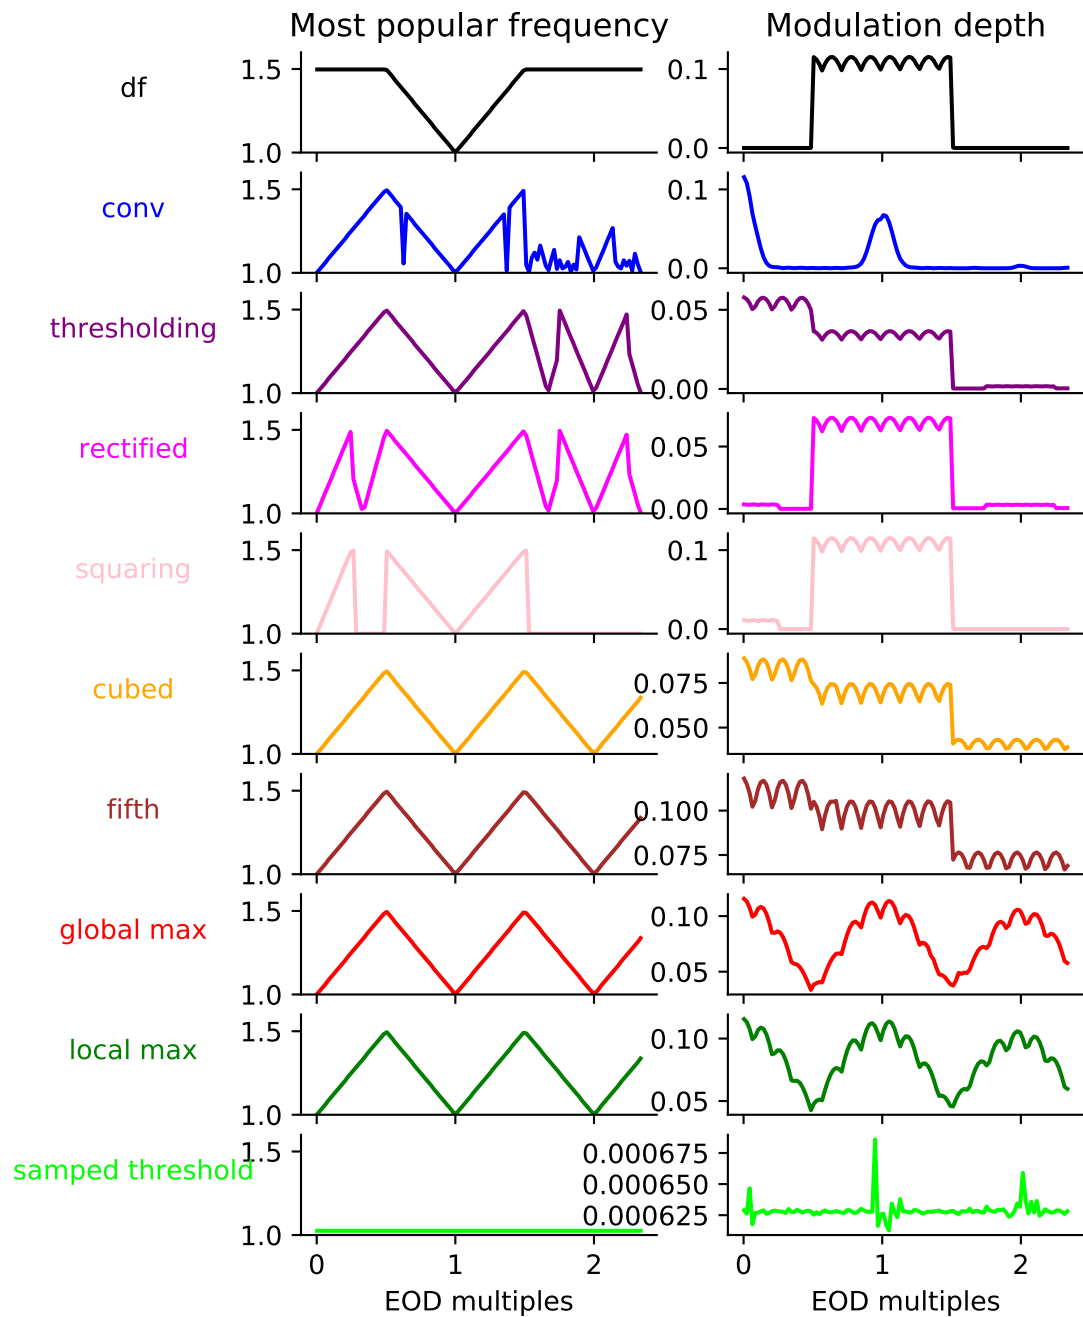 Most popular frequency Modulation depth
df 1.5 1.0 0.1 0.0
conv 1.5 1.0 0.1 0.0
thresholding 1.5 1.0 0.05 0.00
rectified 1.5 1.0 0.05 0.00
squaring 1.5 1.0 0.1 0.0
cubed 1.5 1.0 0.075 0.050
fifth 1.5 1.0 0.100 0.075
global max 1.5 1.0 0.10 0.05
local max 1.5 1.0 0.10 0.05
samped threshold 1.5 1.0 0.000675 0.000650 0.000625
0 1 2 0 1 2
EOD multiples EOD multiples